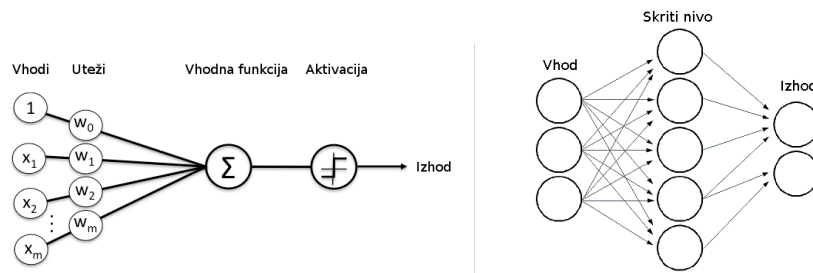 Vhodi Uteži Vhodna funkcija Aktivacija
1
w0
x1 w1
Σ
Izhod
x2 w2
⋮
wm
xm
Skriti nivo
Vhod
Izhod